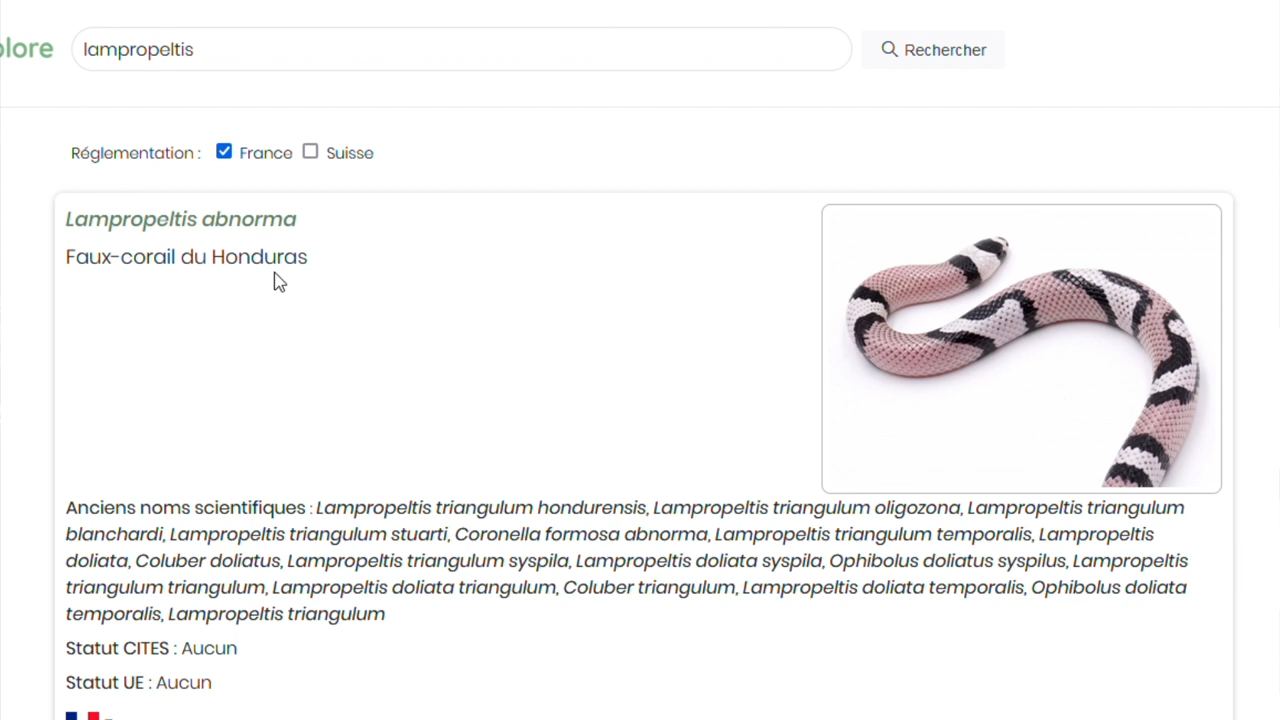 plore
lampropeltis
Rechercher
Réglementation : France Suisse
Lampropeltis abnorma
Faux-corail du Honduras
Anciens noms scientifiques : Lampropeltis triangulum hondurensis, Lampropeltis triangulum oligozona, Lampropeltis triangulum
blanchardi, Lampropeltis triangulum stuarti, Coronella formosa abnorma, Lampropeltis triangulum temporalis, Lampropeltis
doliata, Coluber doliatus, Lampropeltis triangulum syspila, Lampropeltis doliata syspila, Ophibolus doliatus syspilus, Lampropeltis
triangulum triangulum, Lampropeltis doliata triangulum, Coluber triangulum, Lampropeltis doliata temporalis, Ophibolus doliata
temporalis, Lampropeltis triangulum
Statut CITES : Aucun
Statut UE : Aucun